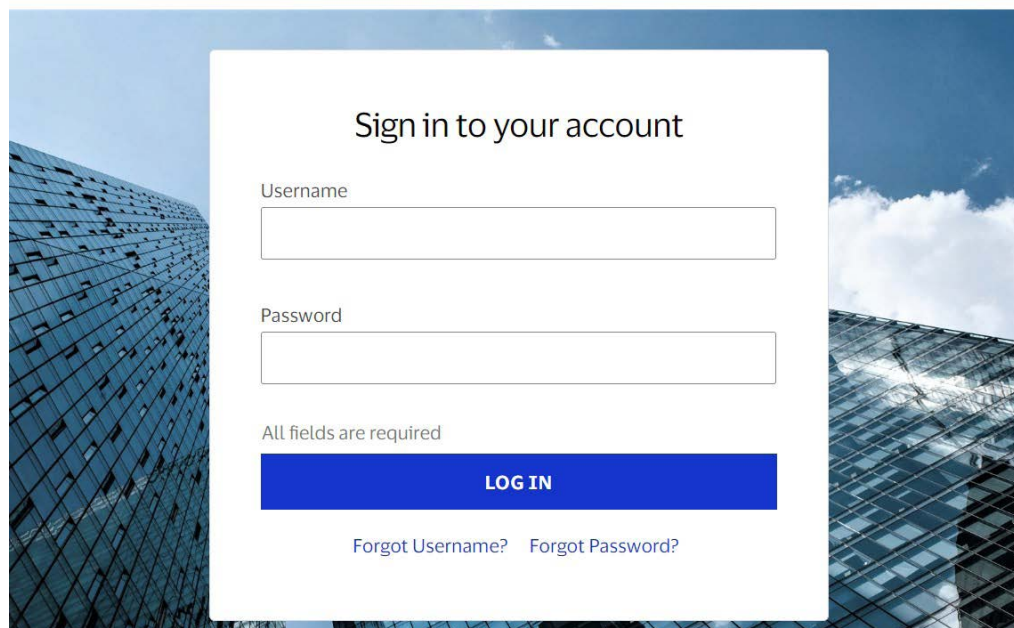 Sign in to your account
Username
Password
All fields are required
LOG IN
Forgot Username? Forgot Password?